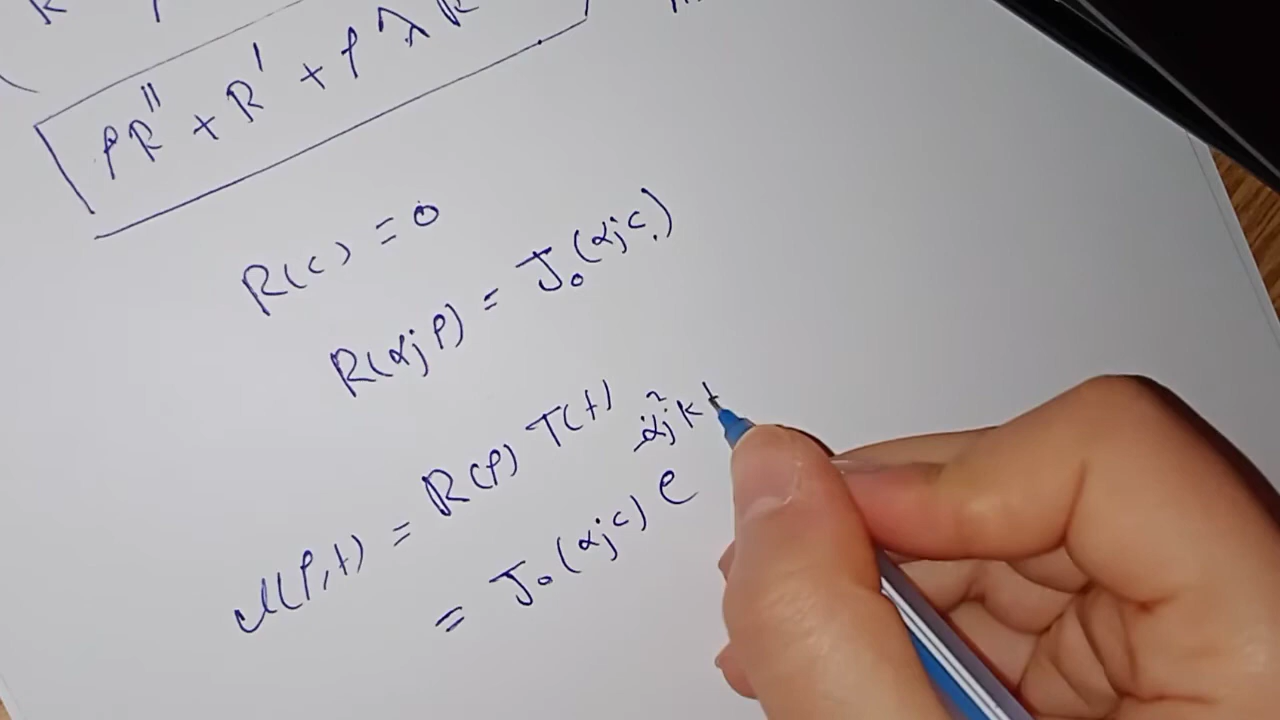 ρR'' + R' + ρλR
R(c) = 0
R(αjρ) = J₀(αjc)
u(ρ,t) = R(ρ) T(t)
= J₀(αjc) e^αj²kt